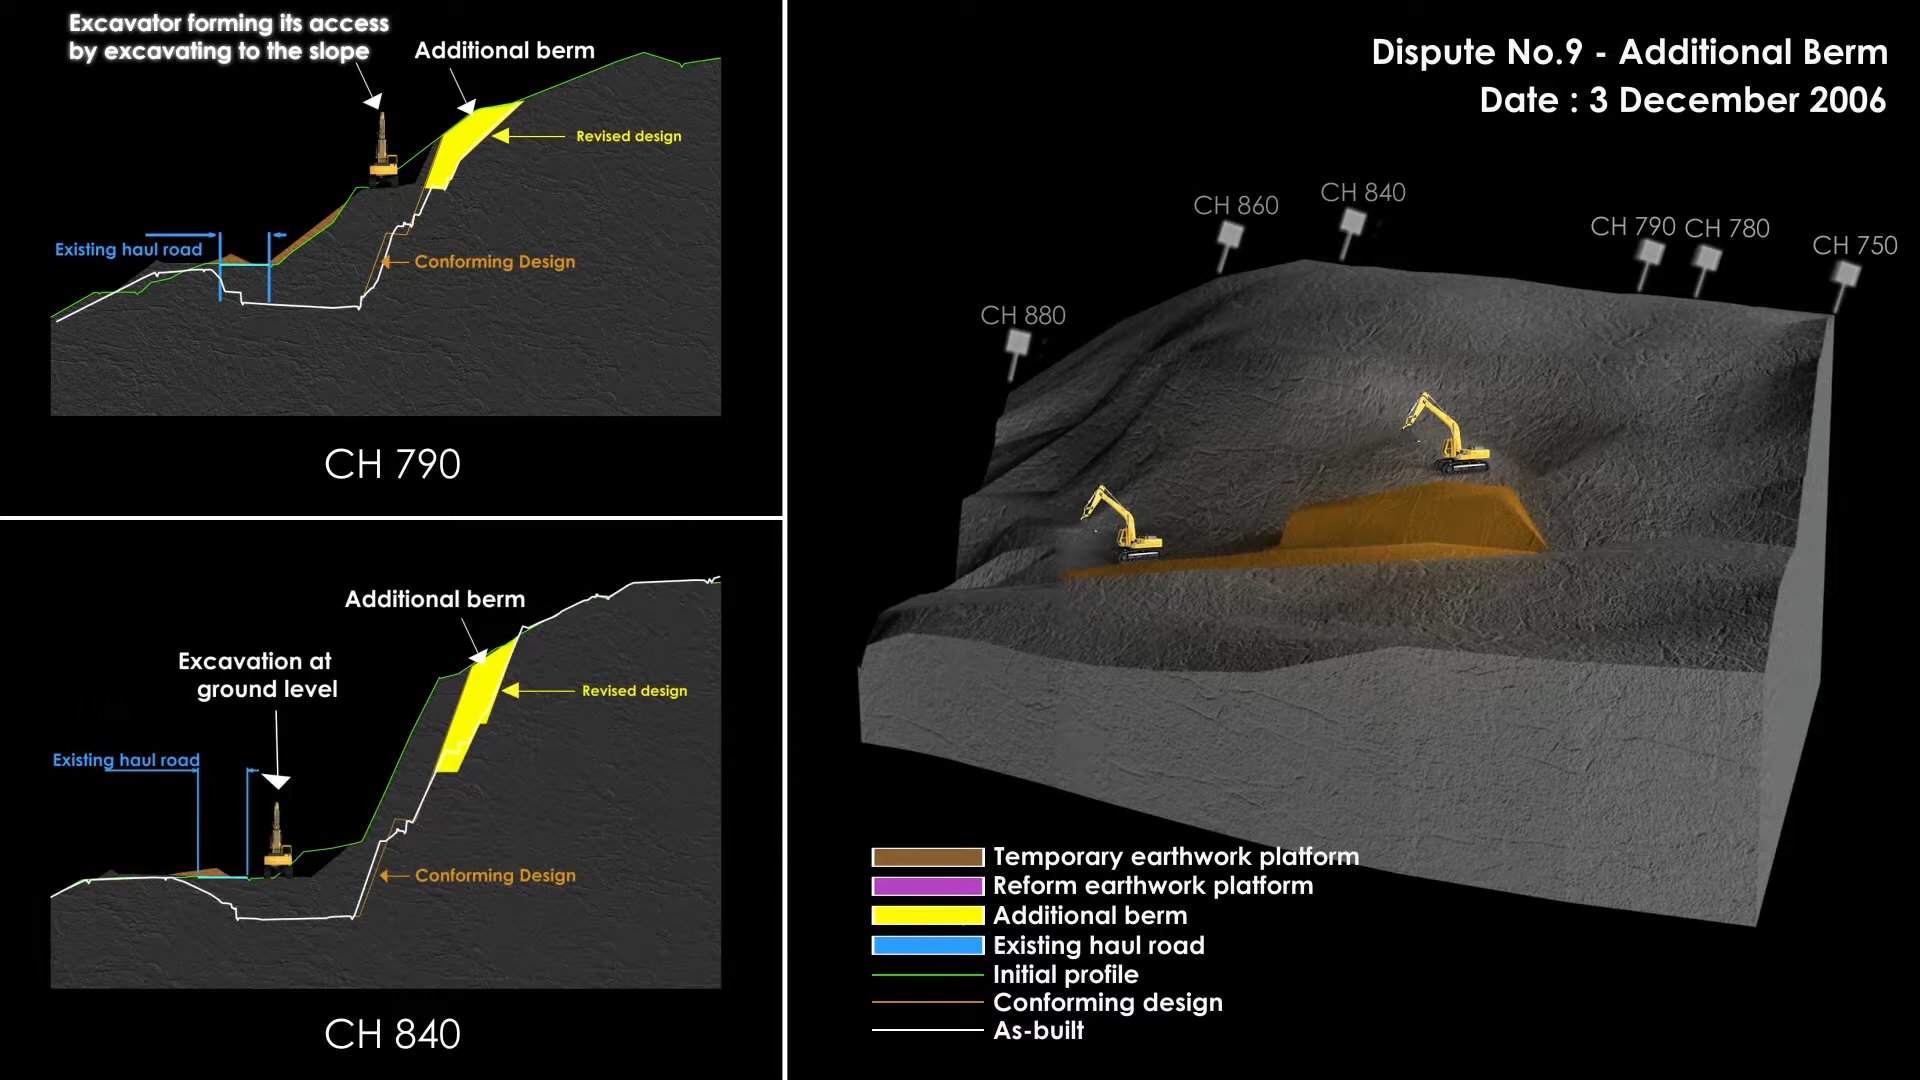 Excavator forming its access
by excavating to the slope
Additional berm
Revised design
Existing haul road
Conforming Design
CH 790
Additional berm
Excavation at
ground level
Revised design
Existing haul road
Conforming Design
CH 840
Dispute No.9 - Additional Berm
Date : 3 December 2006
CH 860
CH 840
CH 790
CH 780
CH 750
CH 880
Temporary earthwork platform
Reform earthwork platform
Additional berm
Existing haul road
Initial profile
Conforming design
As-built